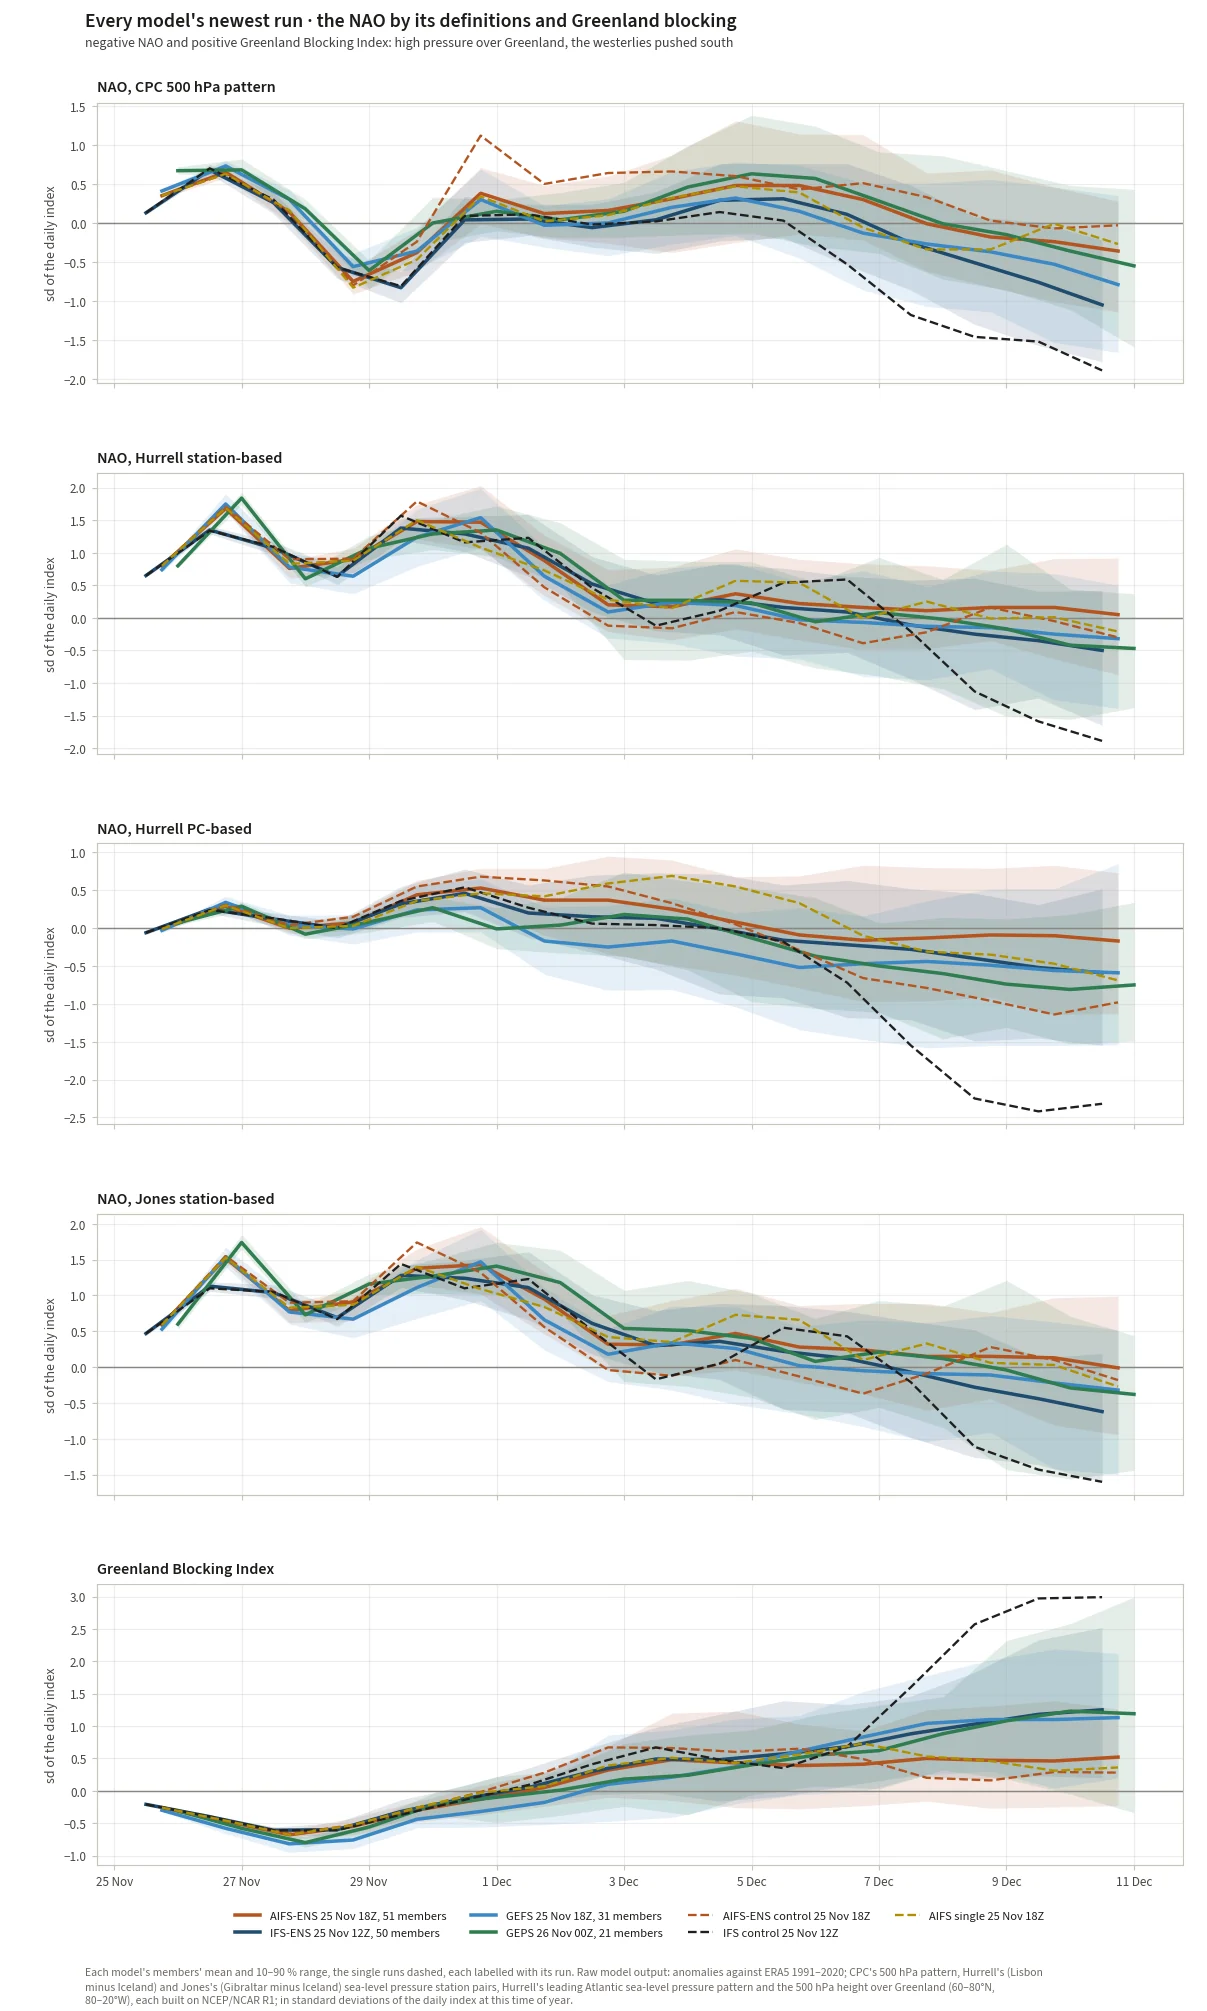 Every model's newest run · the NAO by its definitions and Greenland blocking
negative NAO and positive Greenland Blocking Index: high pressure over Greenland, the westerlies pushed south
NAO, CPC 500 hPa pattern
sd of the daily index
1.5
1.0
0.5
0.0
−0.5
−1.0
−1.5
−2.0
NAO, Hurrell station-based
sd of the daily index
2.0
1.5
1.0
0.5
0.0
−0.5
−1.0
−1.5
−2.0
NAO, Hurrell PC-based
sd of the daily index
1.0
0.5
0.0
−0.5
−1.0
−1.5
−2.0
−2.5
NAO, Jones station-based
sd of the daily index
2.0
1.5
1.0
0.5
0.0
−0.5
−1.0
−1.5
Greenland Blocking Index
sd of the daily index
3.0
2.5
2.0
1.5
1.0
0.5
0.0
−0.5
−1.0
25 Nov 27 Nov 29 Nov 1 Dec 3 Dec 5 Dec 7 Dec 9 Dec 11 Dec
AIFS-ENS 25 Nov 18Z, 51 members GEFS 25 Nov 18Z, 31 members AIFS-ENS control 25 Nov 18Z AIFS single 25 Nov 18Z
IFS-ENS 25 Nov 12Z, 50 members GEPS 26 Nov 00Z, 21 members IFS control 25 Nov 12Z
Each model's members' mean and 10–90 % range, the single runs dashed, each labelled with its run. Raw model output: anomalies against ERA5 1991–2020; CPC's 500 hPa pattern, Hurrell's (Lisbon
minus Iceland) and Jones's (Gibraltar minus Iceland) sea-level pressure station pairs, Hurrell's leading Atlantic sea-level pressure pattern and the 500 hPa height over Greenland (60–80°N,
80–20°W), each built on NCEP/NCAR R1; in standard deviations of the daily index at this time of year.